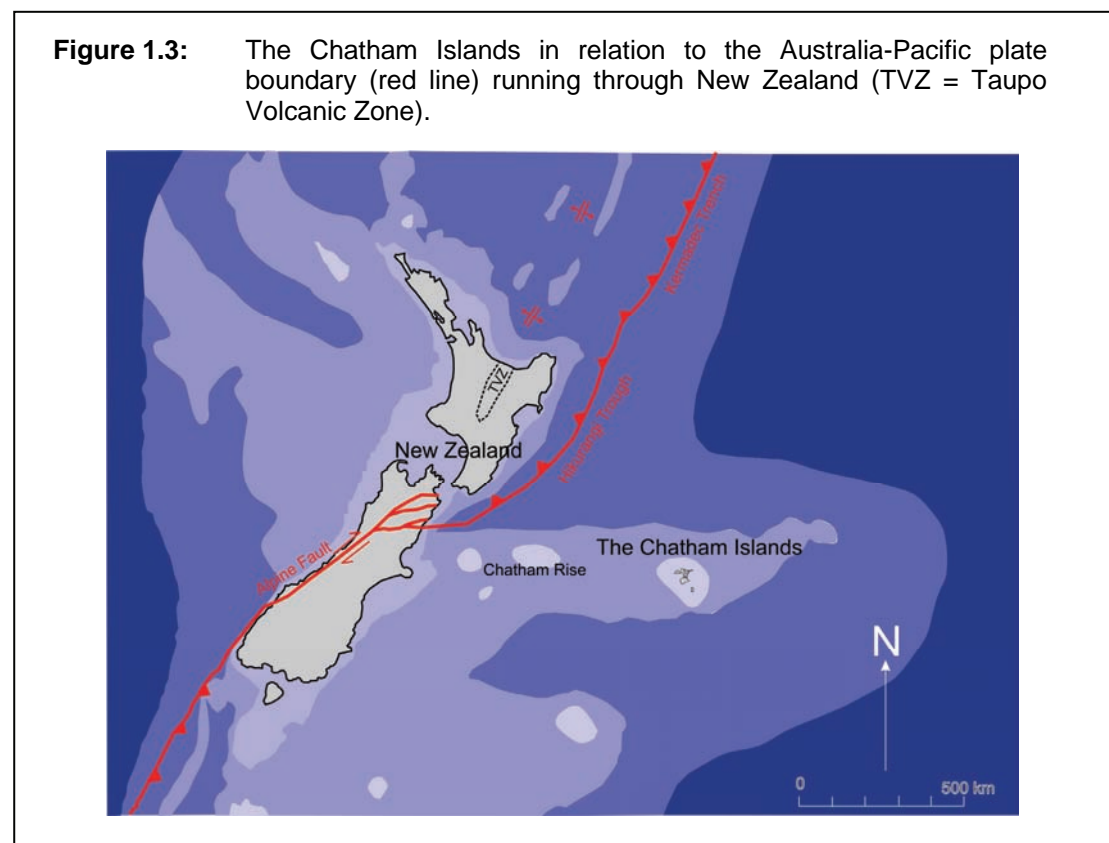 Figure 1.3: The Chatham Islands in relation to the Australia-Pacific plate
boundary (red line) running through New Zealand (TVZ = Taupo
Volcanic Zone).
Kermadec Trench
TVZ
Hikurangi Trough
New Zealand
Alpine Fault
The Chatham Islands
Chatham Rise
N
0 500 km